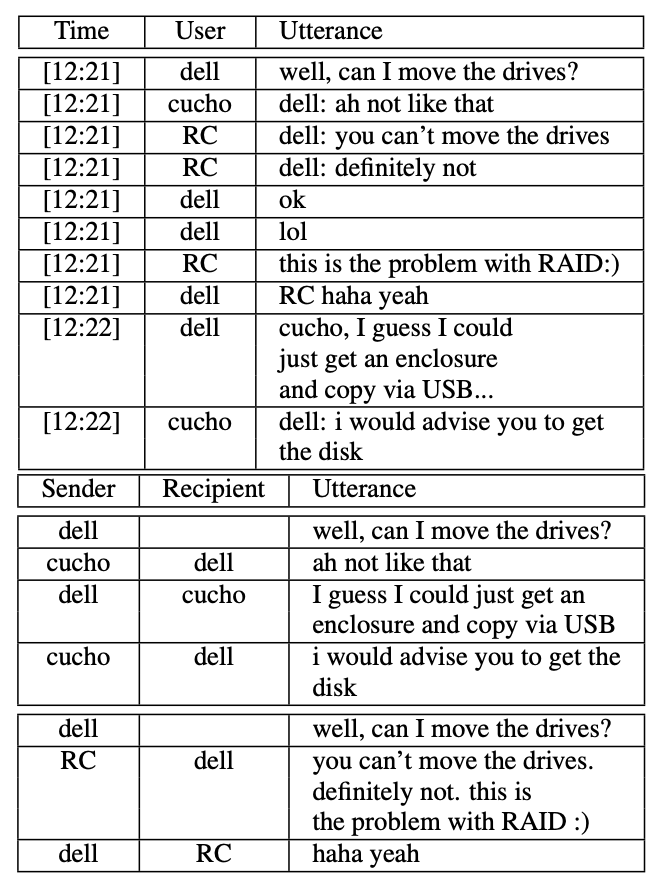 Time User Utterance
[12:21] dell well, can I move the drives?
[12:21] cucho dell: ah not like that
[12:21] RC dell: you can’t move the drives
[12:21] RC dell: definitely not
[12:21] dell ok
[12:21] dell lol
[12:21] RC this is the problem with RAID:)
[12:21] dell RC haha yeah
[12:22] dell cucho, I guess I could
just get an enclosure
and copy via USB...
[12:22] cucho dell: i would advise you to get
the disk
Sender Recipient Utterance
dell well, can I move the drives?
cucho dell ah not like that
dell cucho I guess I could just get an
enclosure and copy via USB
cucho dell i would advise you to get the
disk
dell well, can I move the drives?
RC dell you can’t move the drives.
definitely not. this is
the problem with RAID :)
dell RC haha yeah